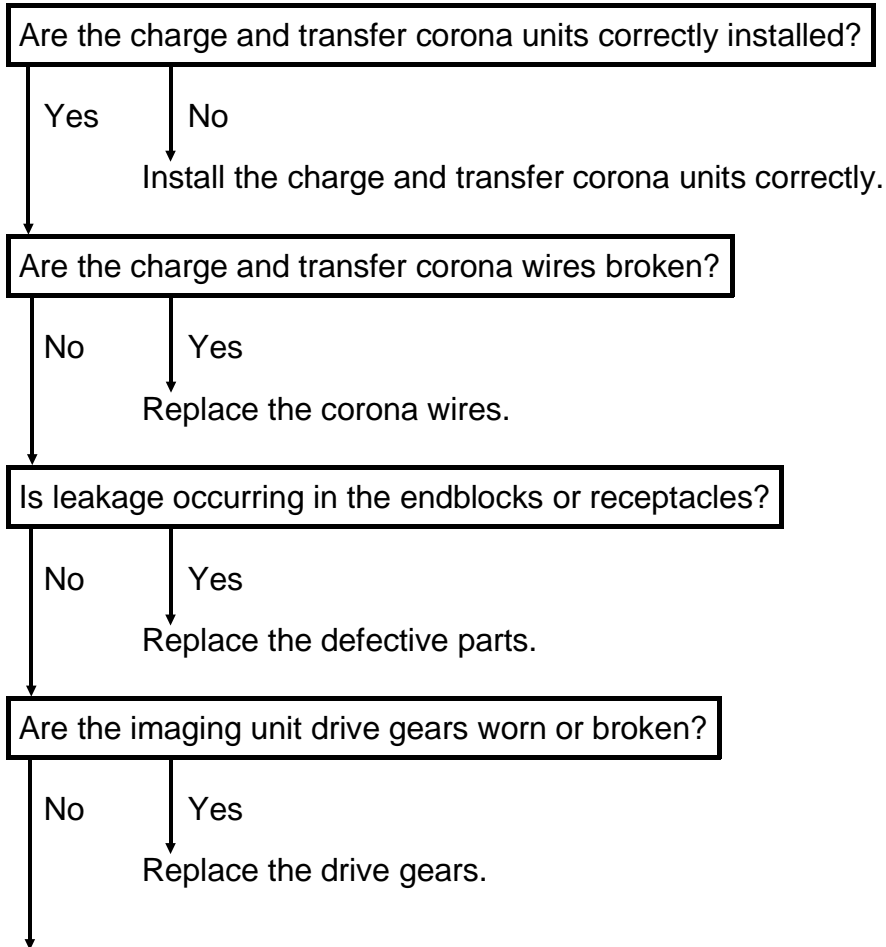 Are the charge and transfer corona units correctly installed?
Yes No
Install the charge and transfer corona units correctly.
Are the charge and transfer corona wires broken?
No Yes
Replace the corona wires.
Is leakage occurring in the endblocks or receptacles?
No Yes
Replace the defective parts.
Are the imaging unit drive gears worn or broken?
No Yes
Replace the drive gears.